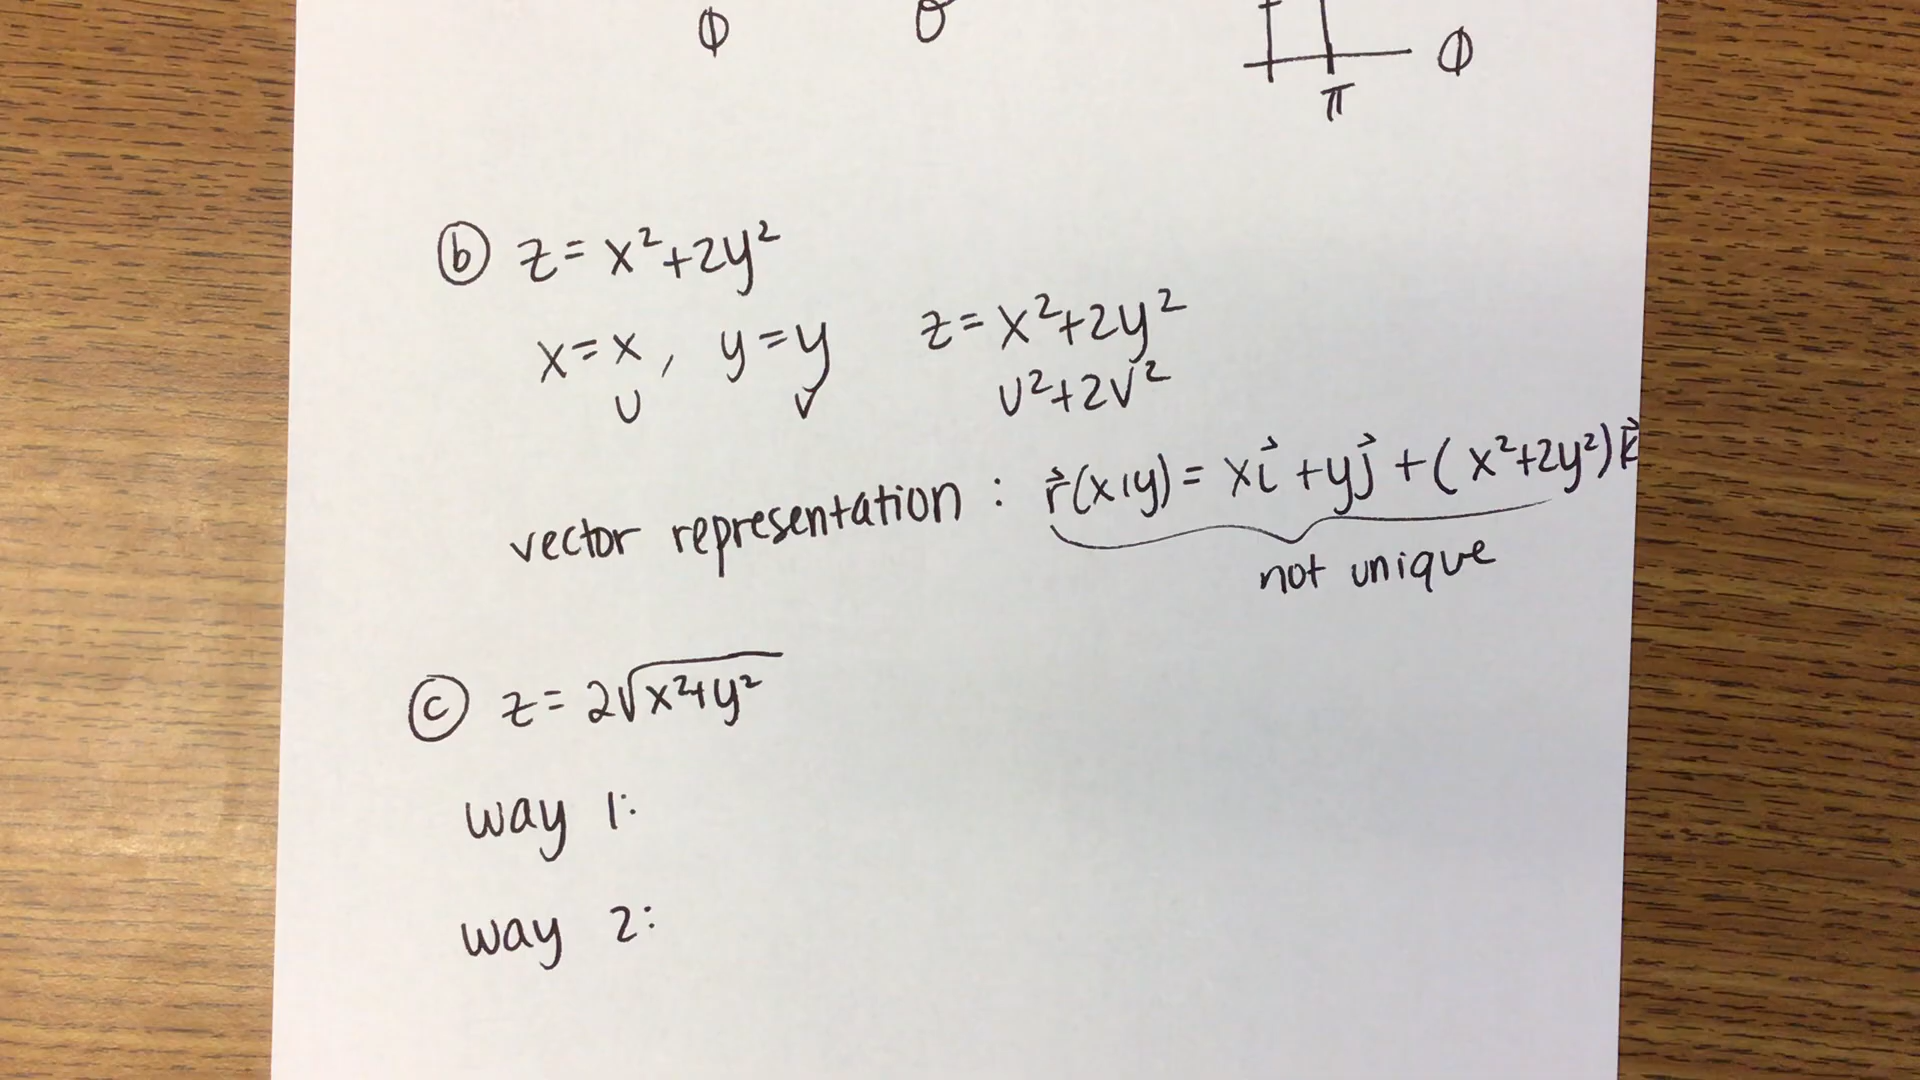 φ θ φ
π
ⓑ z = x²+2y²
x = x, y = y z = x²+2y²
u v u²+2v²
vector representation : r⃗(x,y) = xi⃗ + yj⃗ + (x²+2y²)k⃗
not unique
ⓒ z = 2√x²+y²
way 1:
way 2: